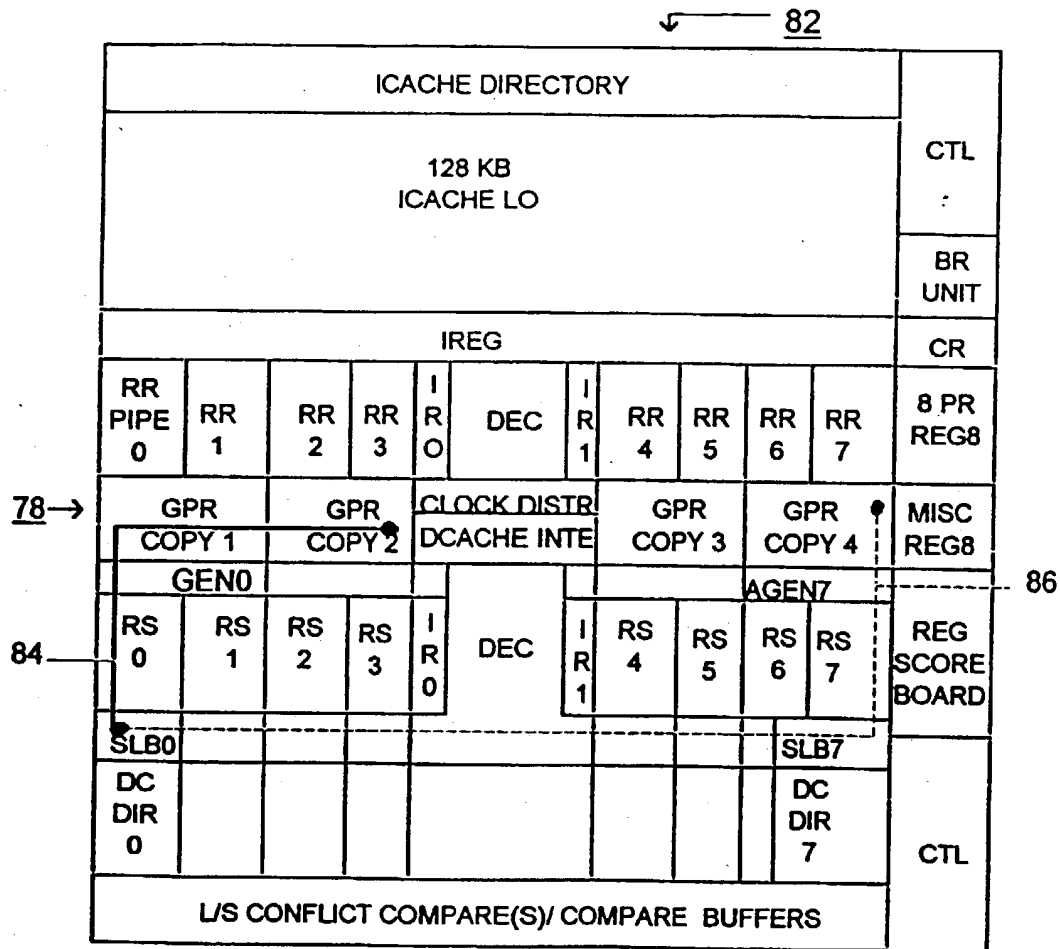 82
ICACHE DIRECTORY
CTL
128 KB
ICACHE LO
BR
UNIT
IREG
CR
RR
PIPE
0
RR
1
RR
2
RR
3
I
R
O
DEC
I
R
1
RR
4
RR
5
RR
6
RR
7
8 PR
REG8
78
GPR
COPY 1
GPR
COPY 2
CLOCK DISTR
DCACHE INTE
GPR
COPY 3
GPR
COPY 4
MISC
REG8
GEN0
AGEN7
86
84
RS
0
RS
1
RS
2
RS
3
I
R
0
DEC
I
R
1
RS
4
RS
5
RS
6
RS
7
REG
SCORE
BOARD
SLB0
SLB7
DC
DIR
0
DC
DIR
7
CTL
L/S CONFLICT COMPARE(S)/ COMPARE BUFFERS